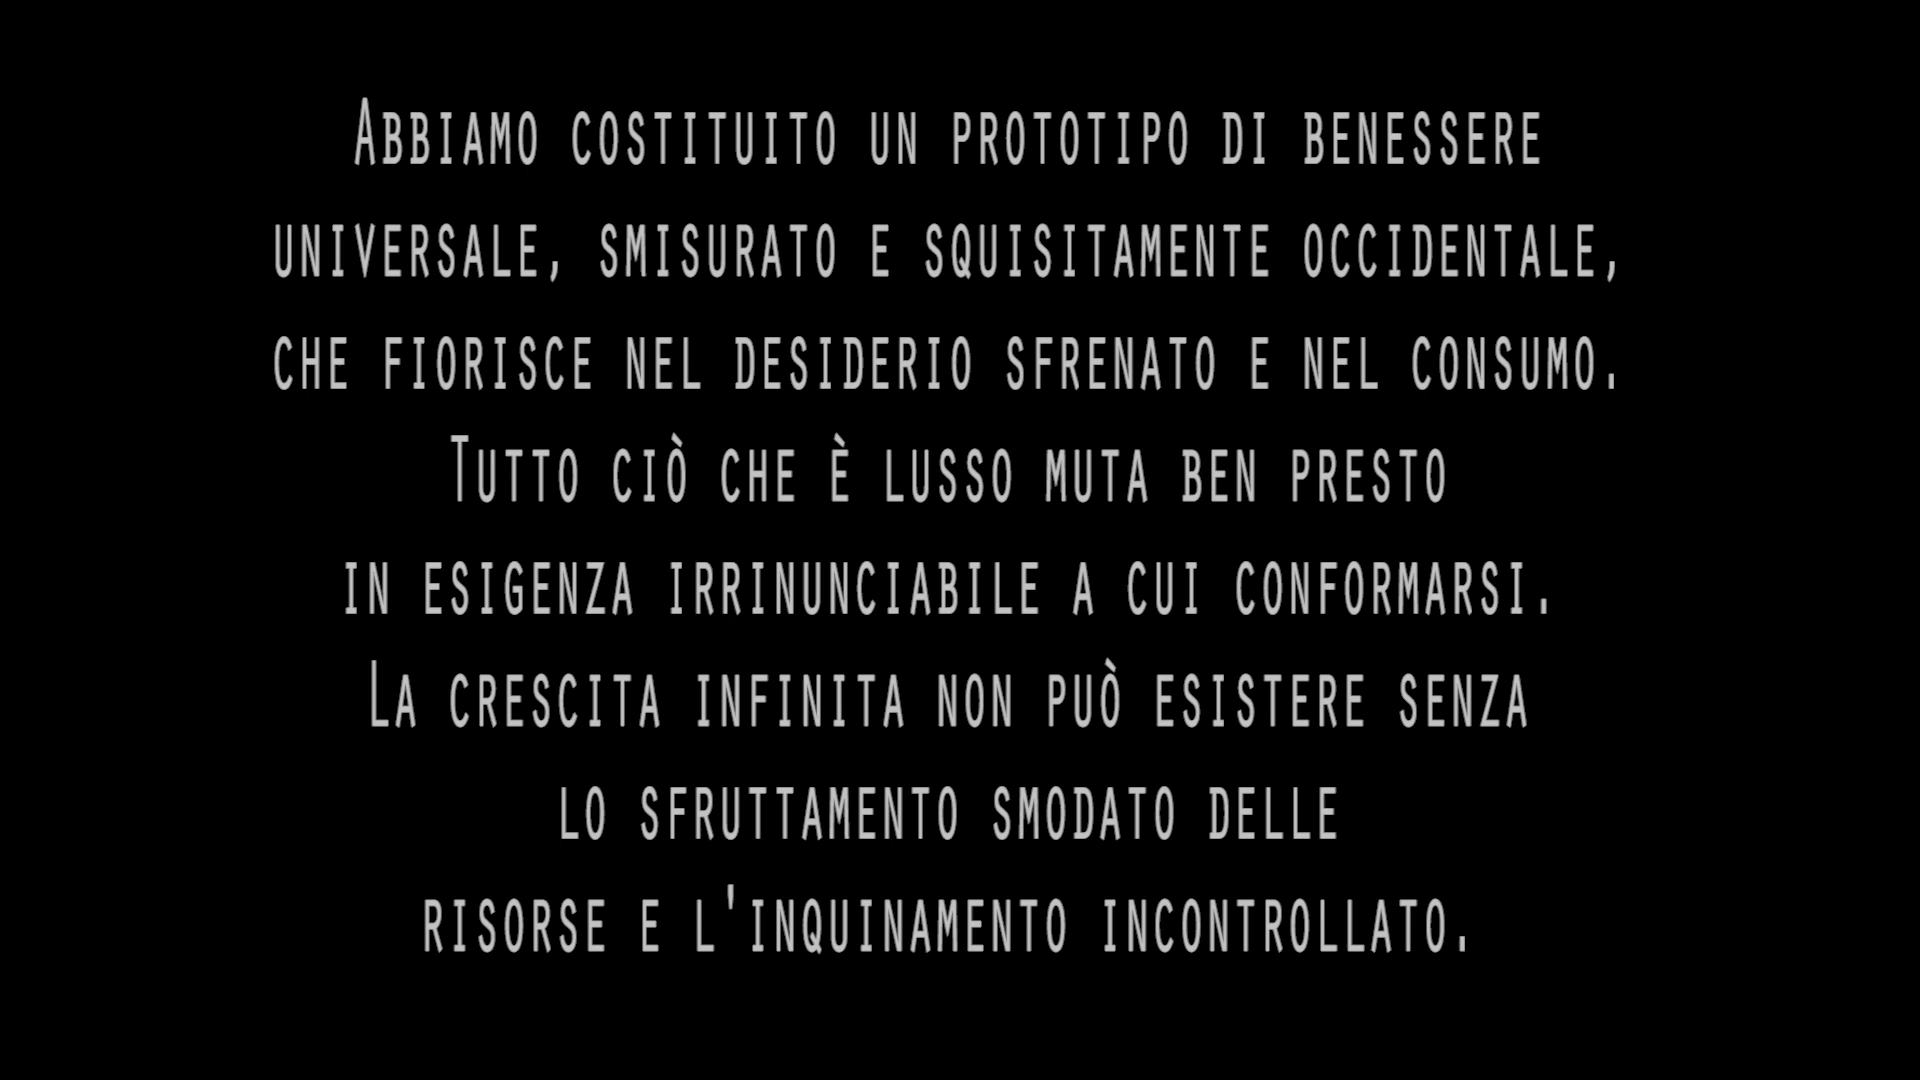 Abbiamo costituito un prototipo di benessere
universale, smisurato e squisitamente occidentale,
che fiorisce nel desiderio sfrenato e nel consumo.
Tutto ciò che è lusso muta ben presto
in esigenza irrinunciabile a cui conformarsi.
La crescita infinita non può esistere senza
lo sfruttamento smodato delle
risorse e l'inquinamento incontrollato.